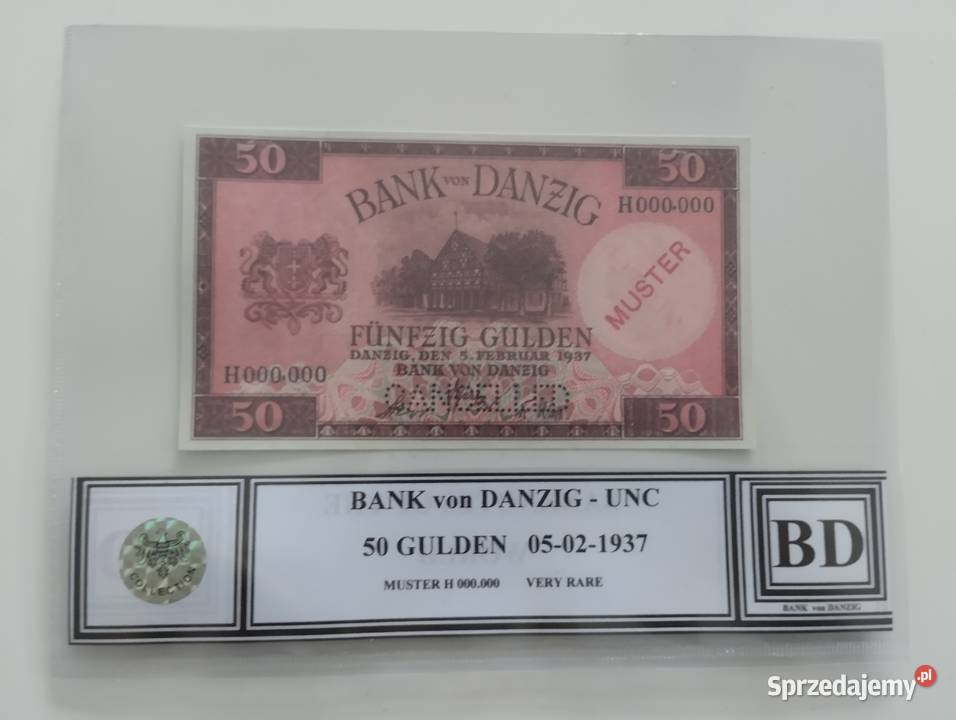 50
50
BANK VON DANZIG
H000.000
MUSTER
FÜNFZIG GULDEN
DANZIG, DEN 5. FEBRUAR 1937
BANK VON DANZIG
H000.000
CANCELLED
50
50
BANK von DANZIG - UNC
50 GULDEN 05-02-1937
MUSTER H 000.000 VERY RARE
COLLECTION
BD
BANK von DANZIG
Sprzedajemy.pl